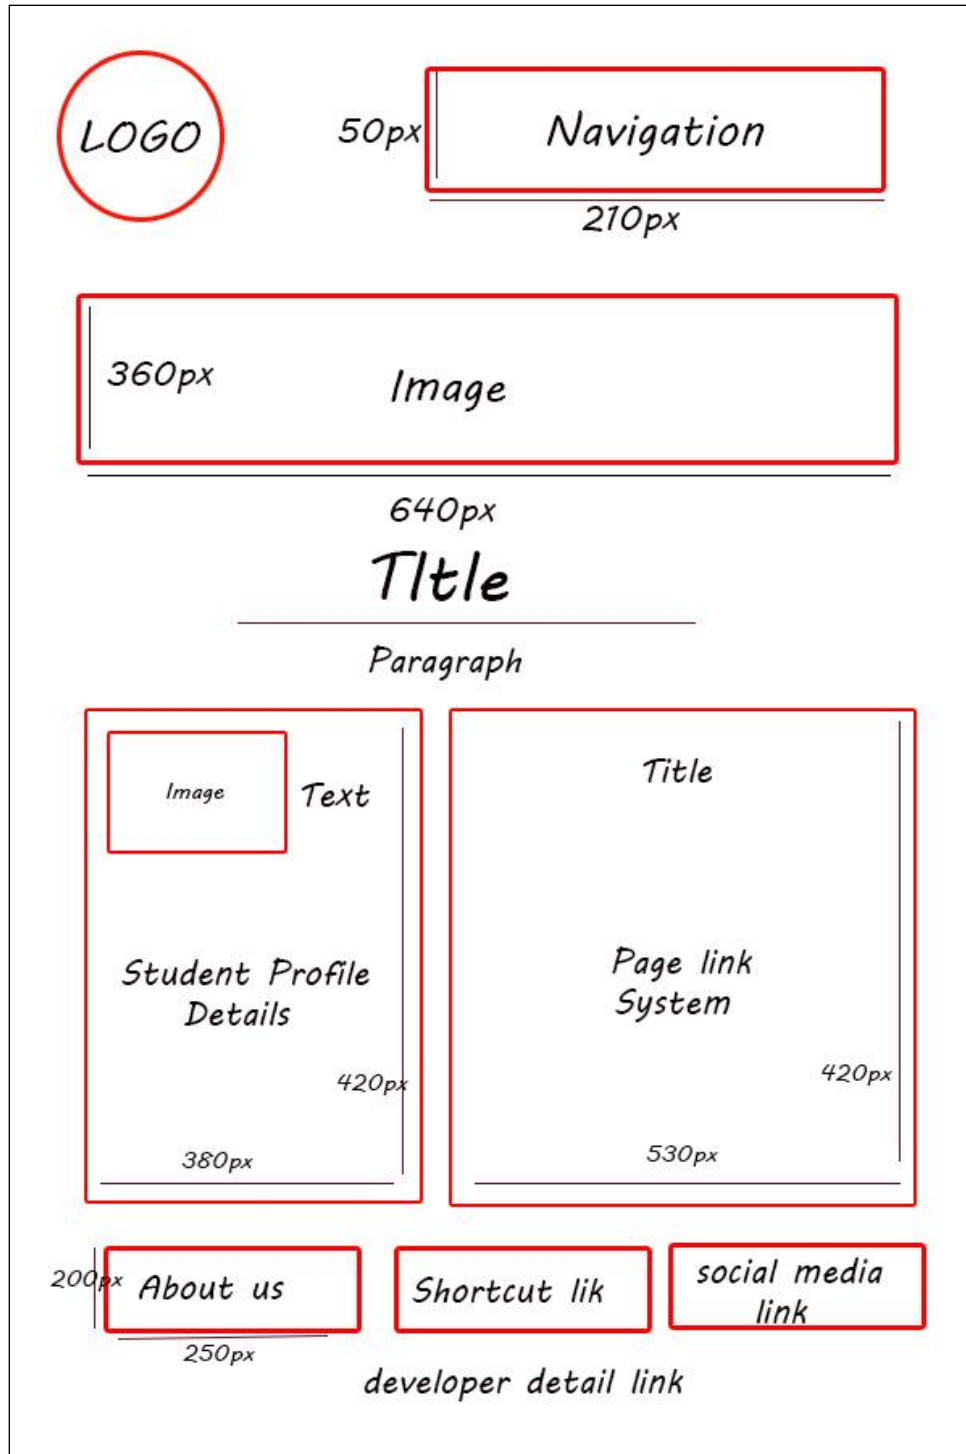 LOGO
50px
Navigation
210px
360px
Image
640px
TItle
Paragraph
Image
Text
Student Profile
Details
420px
380px
Title
Page link
System
420px
530px
200px
About us
250px
Shortcut lik
social media
link
developer detail link